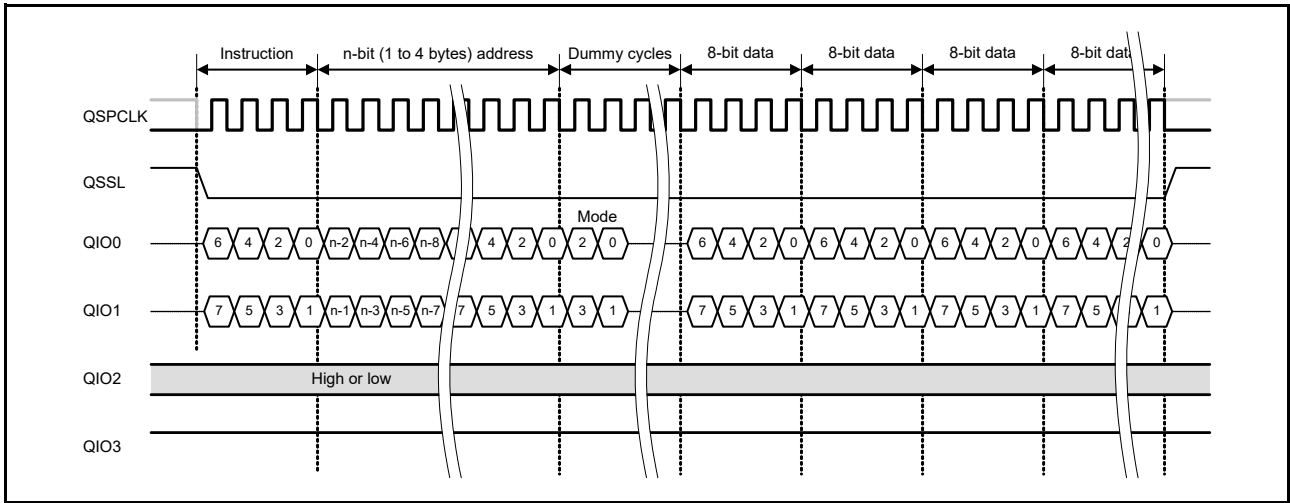 Instruction n-bit (1 to 4 bytes) address Dummy cycles 8-bit data 8-bit data 8-bit data 8-bit data
QSPCLK
QSSL
Mode
QIO0 6 4 2 0 n-2 n-4 n-6 n-8 4 2 0 2 0 6 4 2 0 6 4 2 0 6 4 2 0 6 4 2 0
QIO1 7 5 3 1 n-1 n-3 n-5 n-7 7 5 3 1 3 1 7 5 3 1 7 5 3 1 7 5 3 1 7 5 1
QIO2 High or low
QIO3